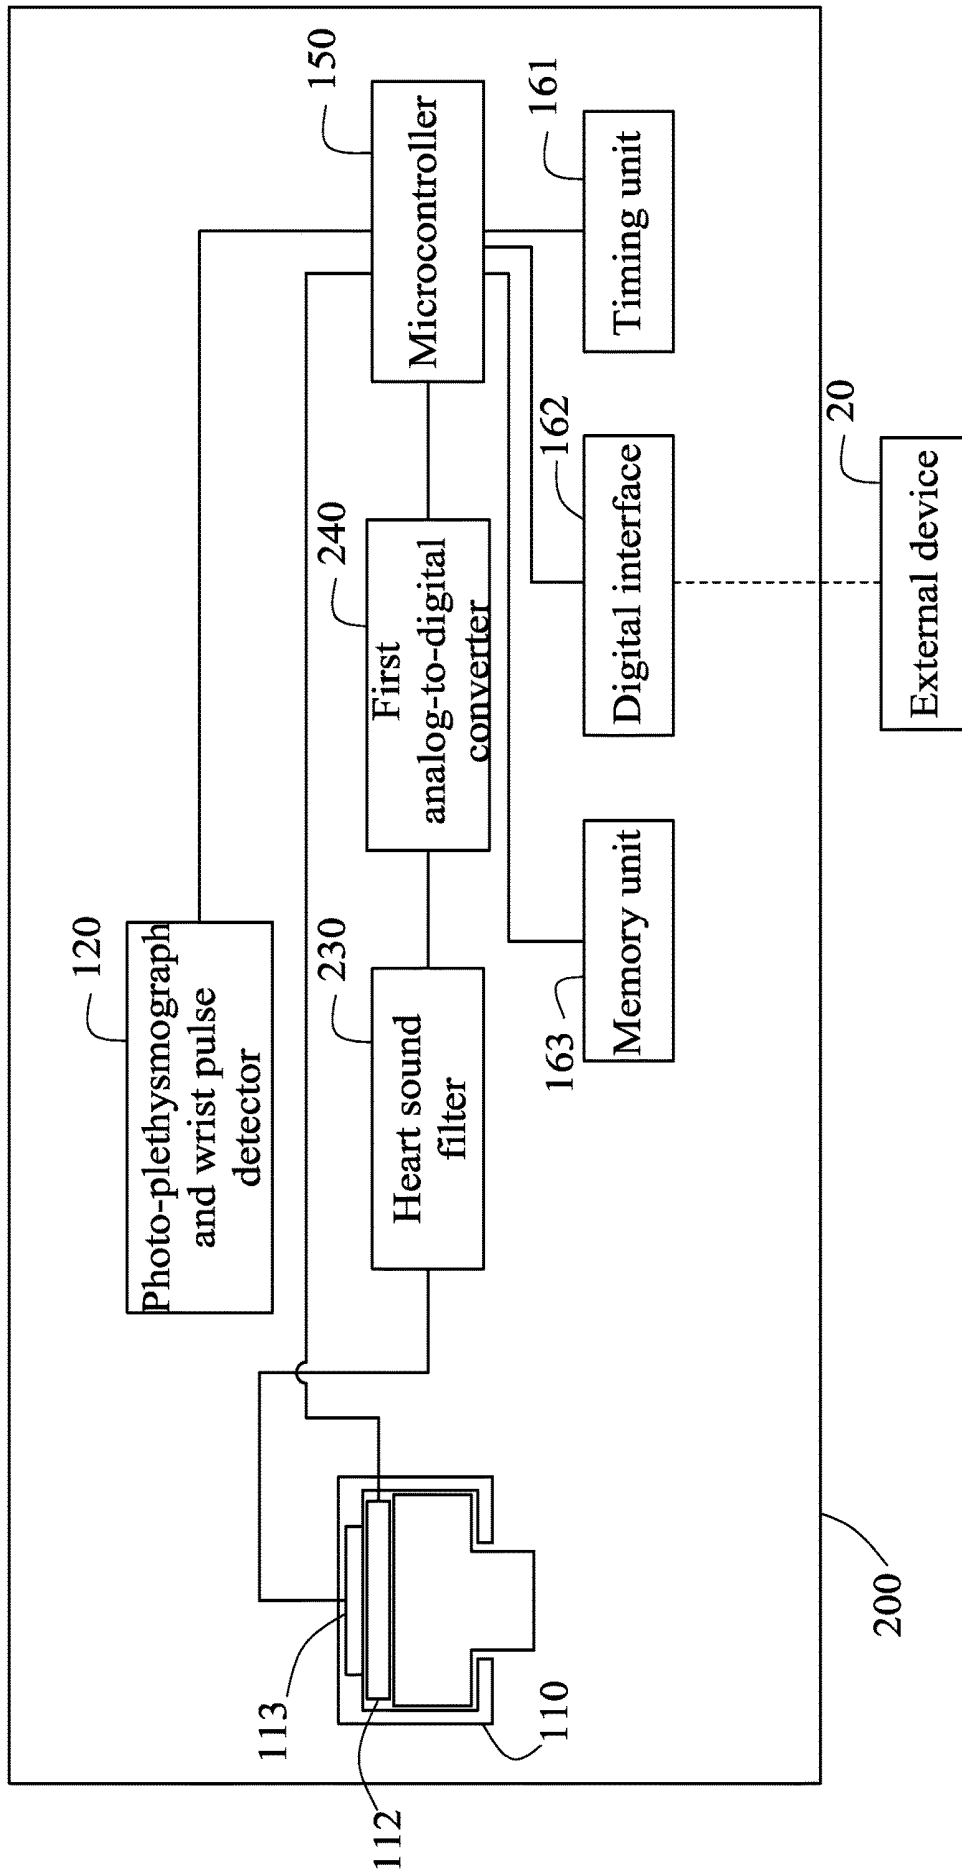 120
Photo-plethysmograph
and wrist pulse
detector
150
Microcontroller
240
First
analog-to-digital
converter
230
Heart sound
filter
113
112
110
163
Memory unit
162
Digital interface
161
Timing unit
200
20
External device